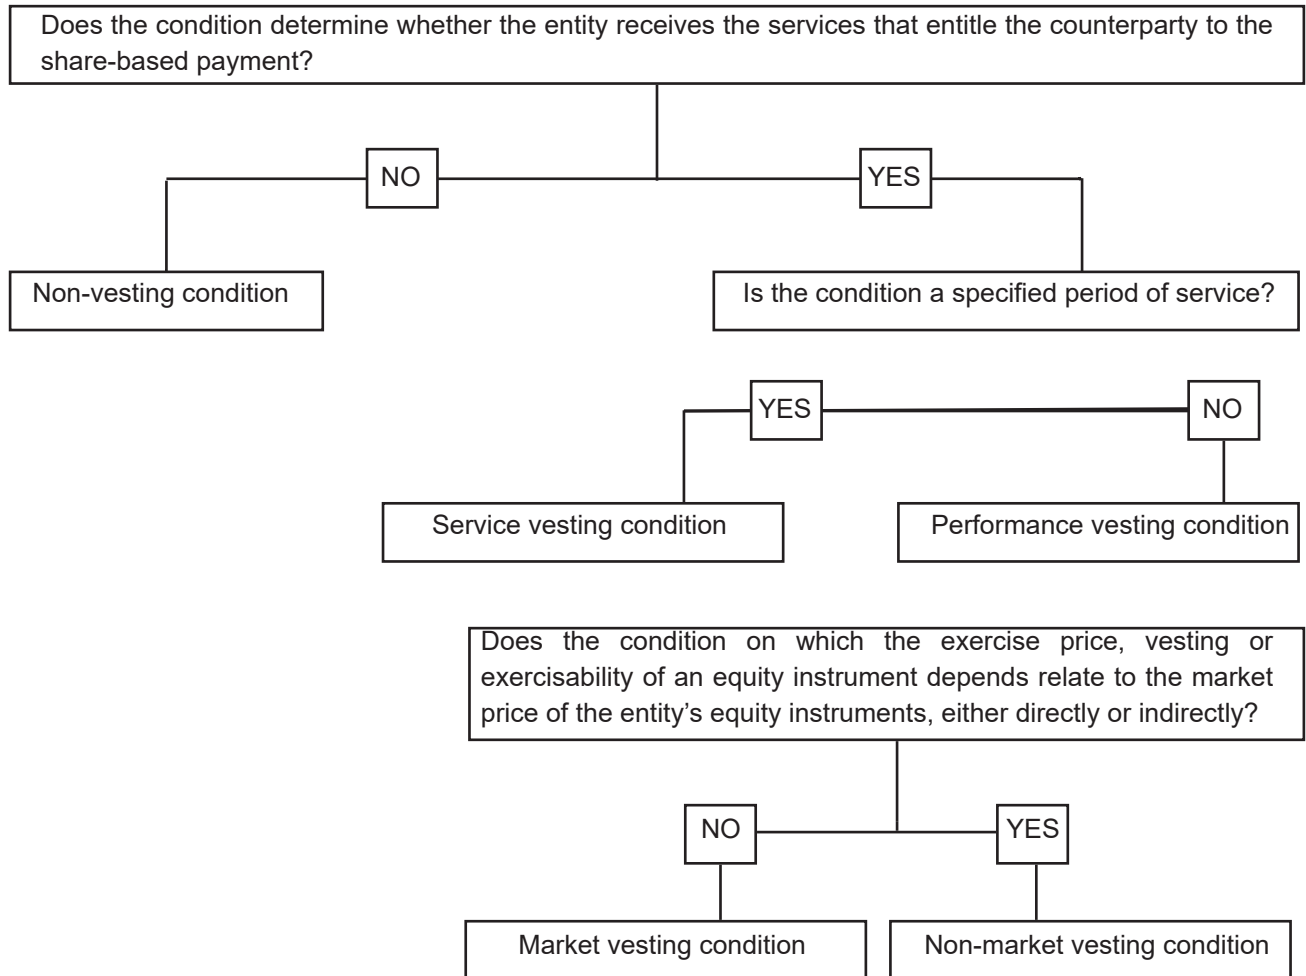 Does the condition determine whether the entity receives the services that entitle the counterparty to the
share-based payment?
NO
YES
Non-vesting condition
Is the condition a specified period of service?
YES
NO
Service vesting condition
Performance vesting condition
Does the condition on which the exercise price, vesting or
exercisability of an equity instrument depends relate to the market
price of the entity's equity instruments, either directly or indirectly?
NO
YES
Market vesting condition
Non-market vesting condition